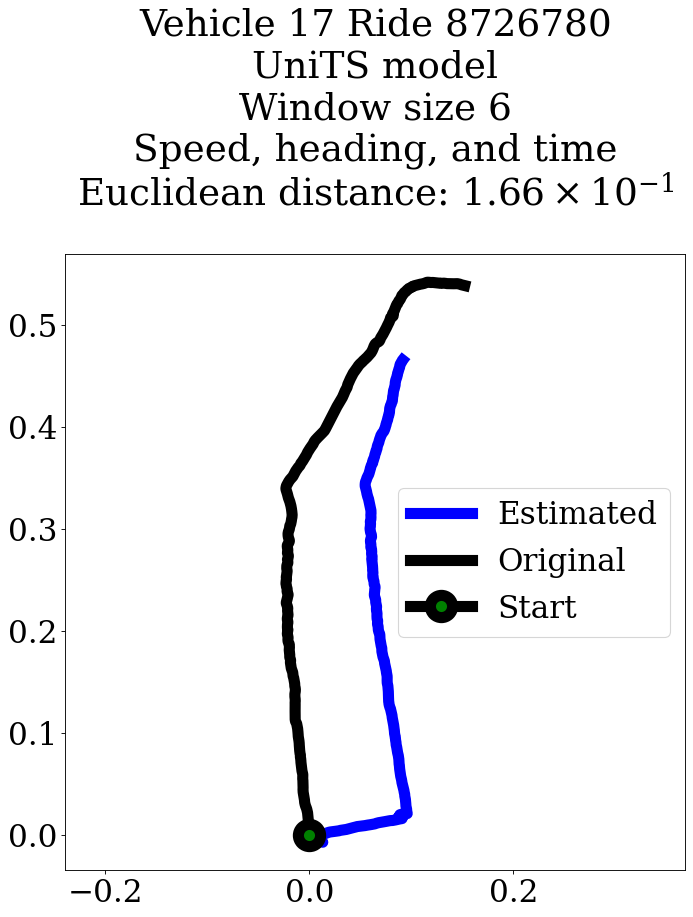 Vehicle 17 Ride 8726780
UniTS model
Window size 6
Speed, heading, and time
Euclidean distance: 1.66 × 10⁻¹
0.5
0.4
0.3
0.2
0.1
0.0
Estimated
Original
Start
−0.2 0.0 0.2